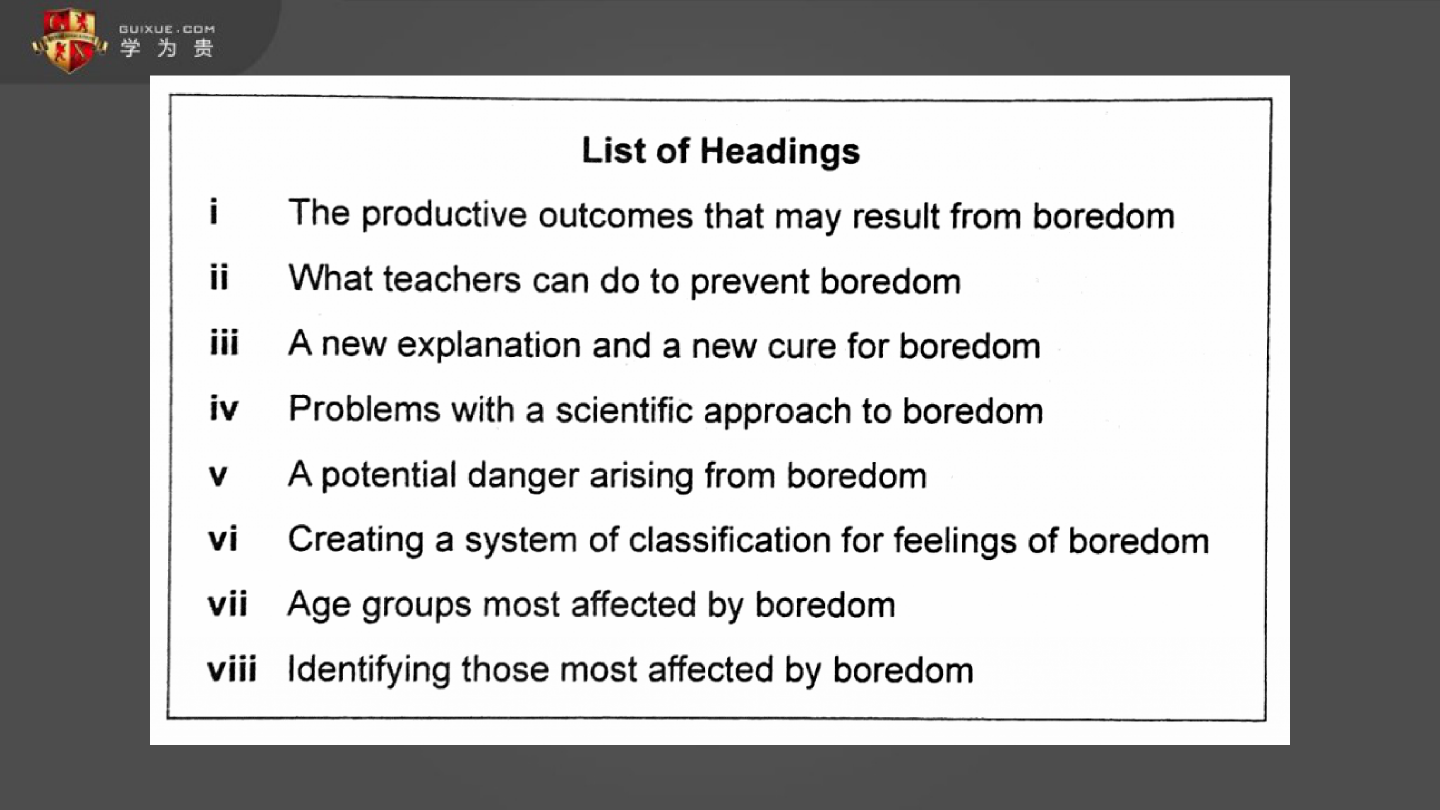 GUIXUE.COM
学为贵
List of Headings
i The productive outcomes that may result from boredom
ii What teachers can do to prevent boredom
iii A new explanation and a new cure for boredom
iv Problems with a scientific approach to boredom
v A potential danger arising from boredom
vi Creating a system of classification for feelings of boredom
vii Age groups most affected by boredom
viii Identifying those most affected by boredom